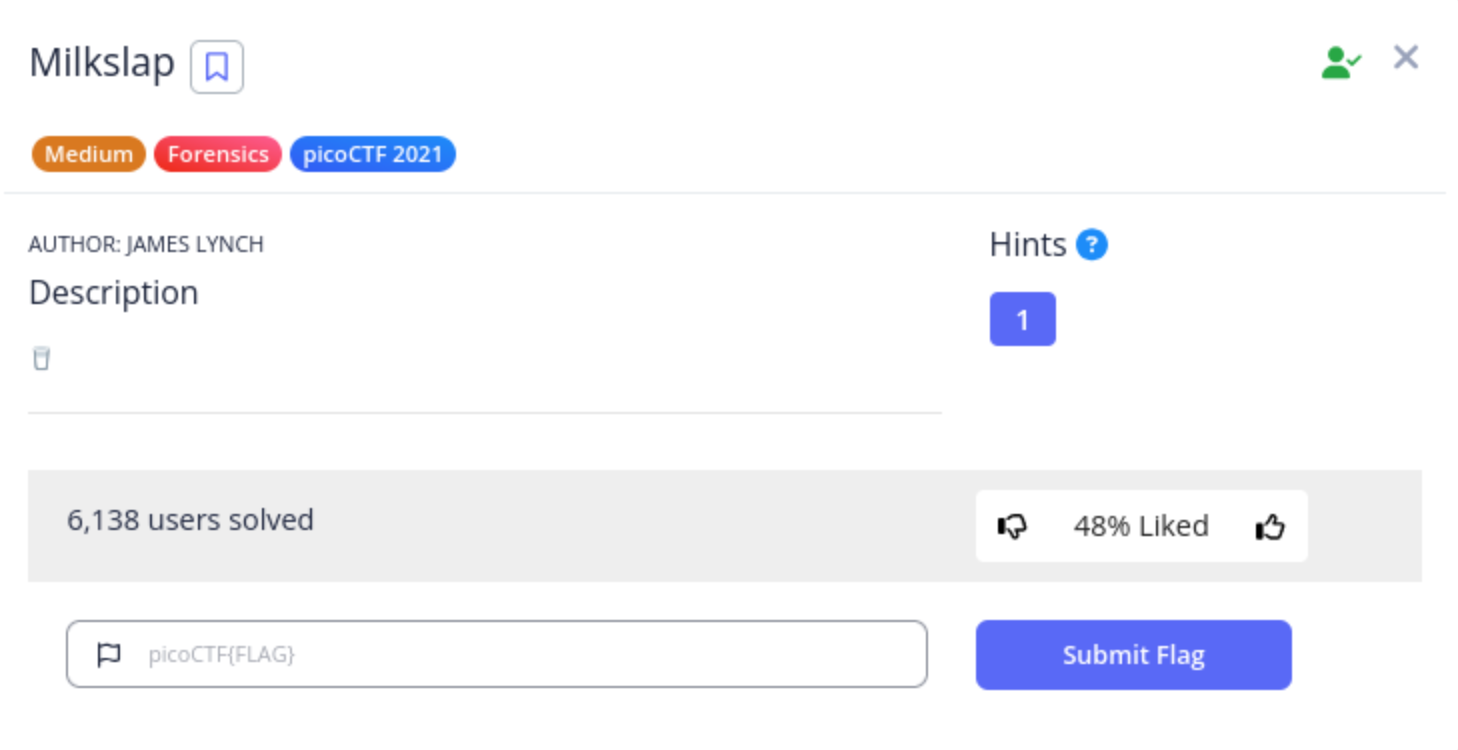 Milkslap
Medium Forensics picoCTF 2021
AUTHOR: JAMES LYNCH
Hints ?
Description
1
6,138 users solved
48% Liked
picoCTF{FLAG}
Submit Flag